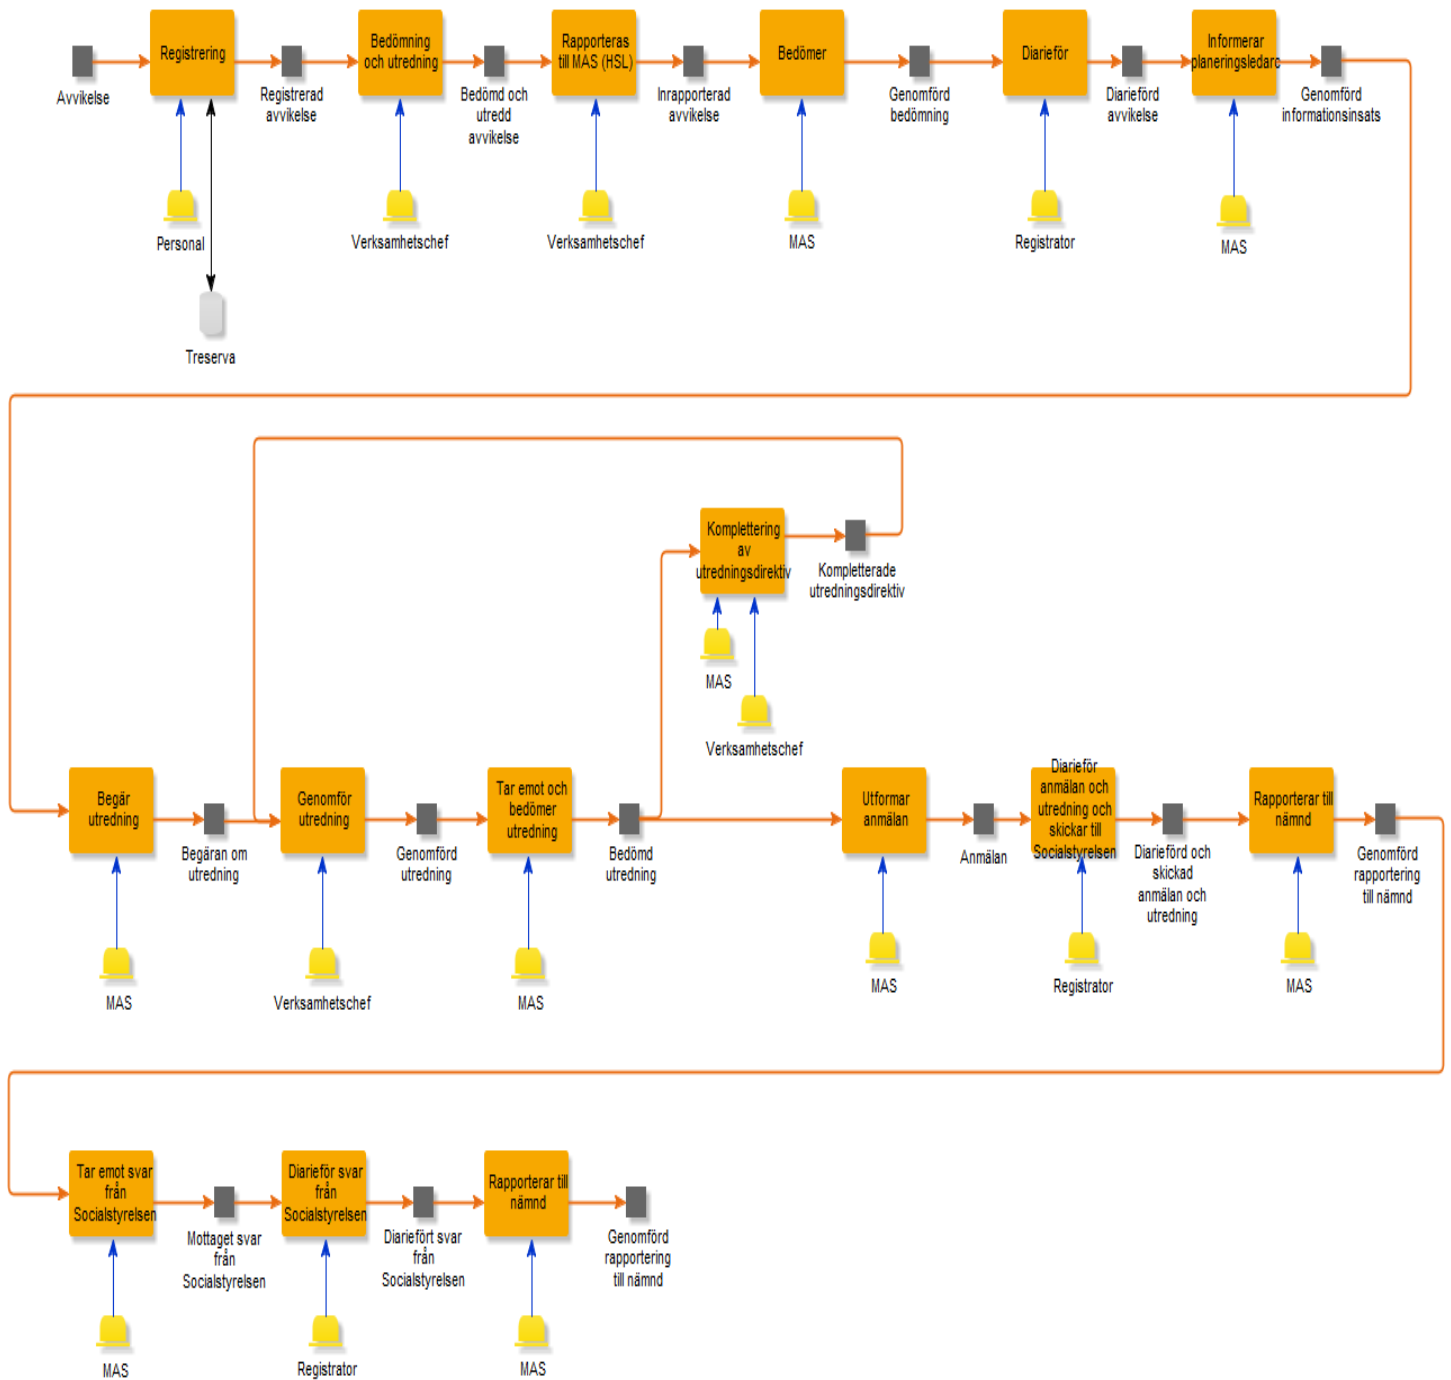 Registrering
Bedömning
och utredning
Rapporteras
till MAS (HSL)
Bedömer
Diarieför
Informerar
planeringsledare
Avvikelse
Registrerad
avvikelse
Bedömd och
utredd
avvikelse
Inrapporterad
avvikelse
Genomförd
bedömning
Diarieförd
avvikelse
Genomförd
informationsinsats
Personal
Verksamhetschef
Verksamhetschef
MAS
Registrator
MAS
Treserva
Komplettering
av
utredningsdirektiv
Kompletterade
utredningsdirektiv
MAS
Verksamhetschef
Begär
utredning
Genomför
utredning
Tar emot och
bedömer
utredning
Utformar
anmälan
Diarieför
anmälan och
utredning och
skickar till
Socialstyrelsen
Rapporterar till
nämnd
Begäran om
utredning
Genomförd
utredning
Bedömd
utredning
Anmälan
Diarieförd och
skickad
anmälan och
utredning
Genomförd
rapportering
till nämnd
MAS
Verksamhetschef
MAS
MAS
Registrator
MAS
Tar emot svar
från
Socialstyrelsen
Diarieför svar
från
Socialstyrelsen
Rapporterar till
nämnd
Mottaget svar
från
Socialstyrelsen
Diariefört svar
från
Socialstyrelsen
Genomförd
rapportering
till nämnd
MAS
Registrator
MAS